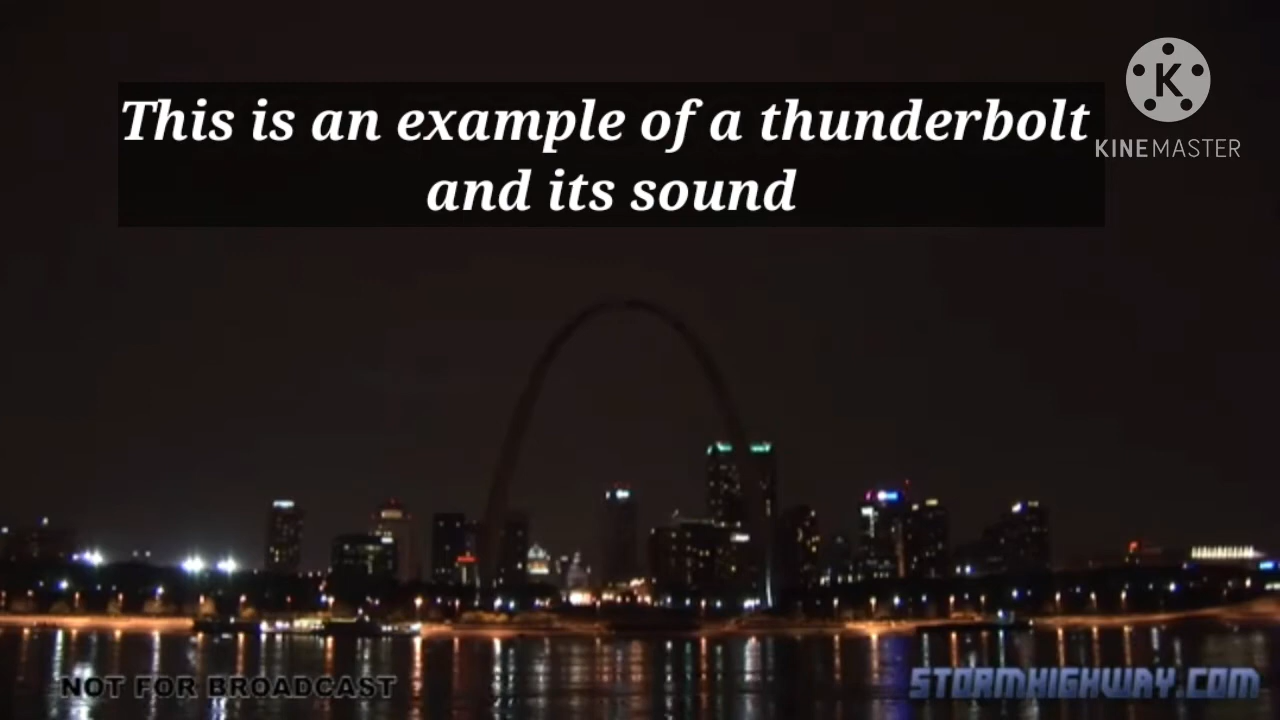 This is an example of a thunderbolt
and its sound
K
KINEMASTER
NOT FOR BROADCAST
STORMHIGHWAY.COM